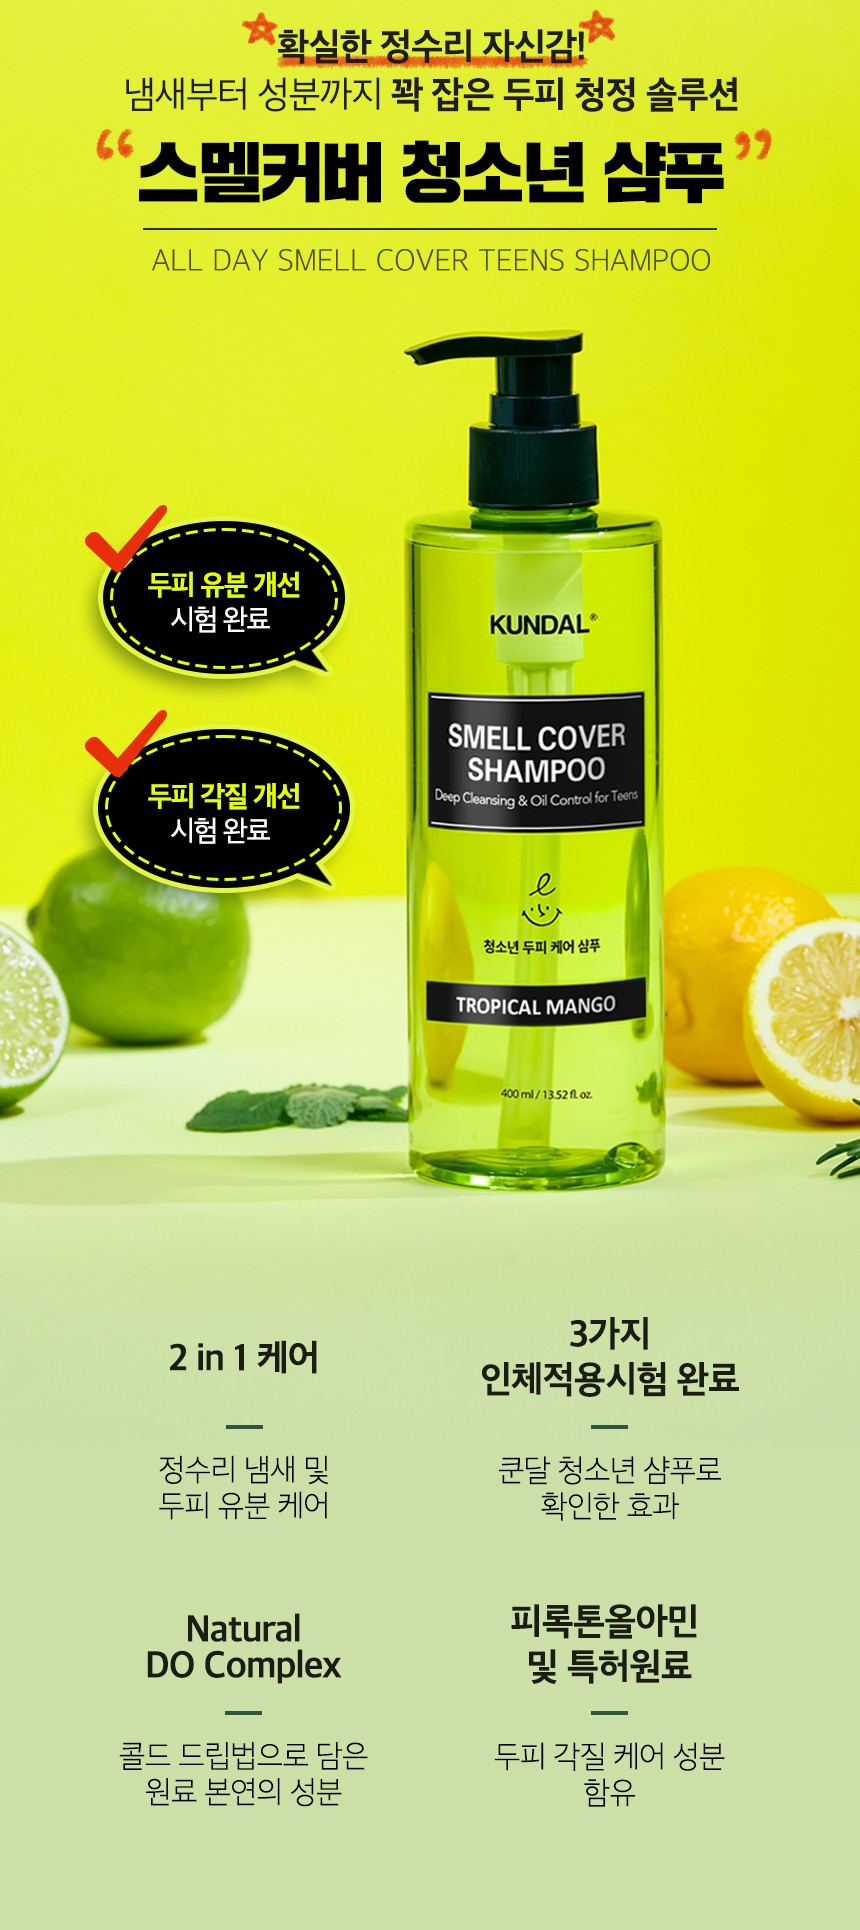 확실한 정수리 자신감!
냄새부터 성분까지 꽉 잡은 두피 청정 솔루션
“스멜커버 청소년 샴푸”
ALL DAY SMELL COVER TEENS SHAMPOO
두피 유분 개선
시험 완료
두피 각질 개선
시험 완료
KUNDAL®
SMELL COVER
SHAMPOO
Deep Cleansing & Oil Control for Teens
청소년 두피 케어 샴푸
TROPICAL MANGO
400 ml / 13.52 fl. oz.
2 in 1 케어
정수리 냄새 및
두피 유분 케어
3가지
인체적용시험 완료
쿤달 청소년 샴푸로
확인한 효과
Natural
DO Complex
콜드 드립법으로 담은
원료 본연의 성분
피록톤올아민
및 특허원료
두피 각질 케어 성분
함유